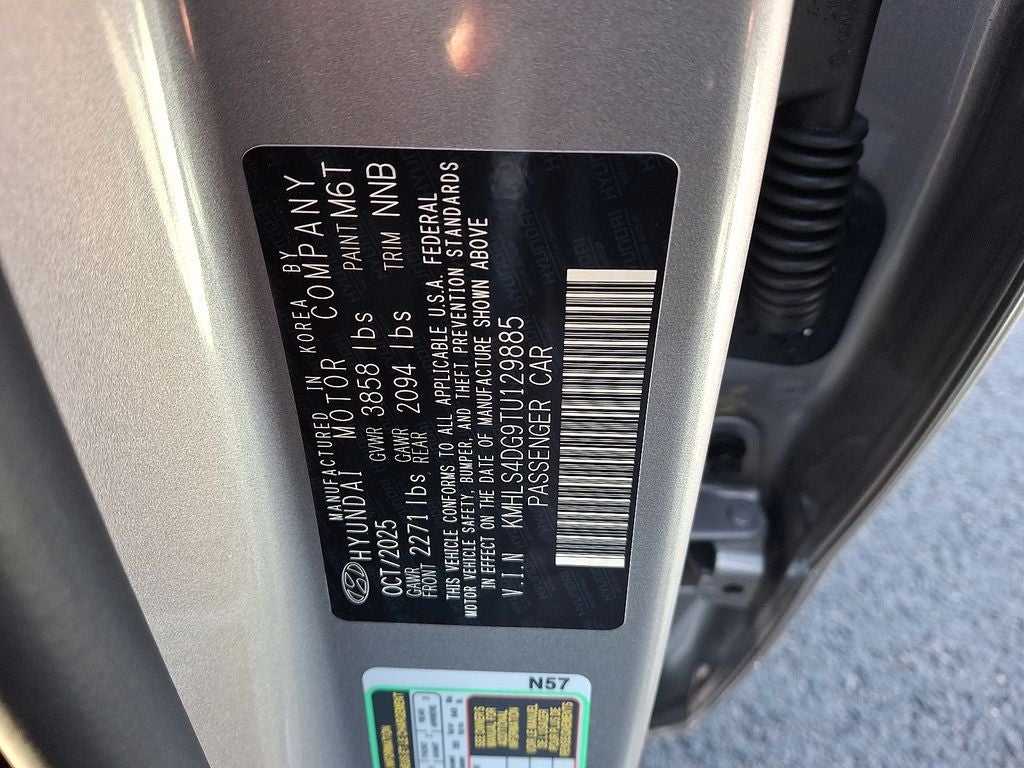 MANUFACTURED IN KOREA BY
HYUNDAI MOTOR COMPANY
OCT/2025 GVWR 3858 lbs PAINT M6T
GAWR FRONT 2271 lbs GAWR REAR 2094 lbs TRIM NNB
THIS VEHICLE CONFORMS TO ALL APPLICABLE U.S.A. FEDERAL
MOTOR VEHICLE SAFETY, BUMPER, AND THEFT PREVENTION STANDARDS
IN EFFECT ON THE DATE OF MANUFACTURE SHOWN ABOVE
V.I.N KMHLS4DG9TU129885
PASSENGER CAR
N57